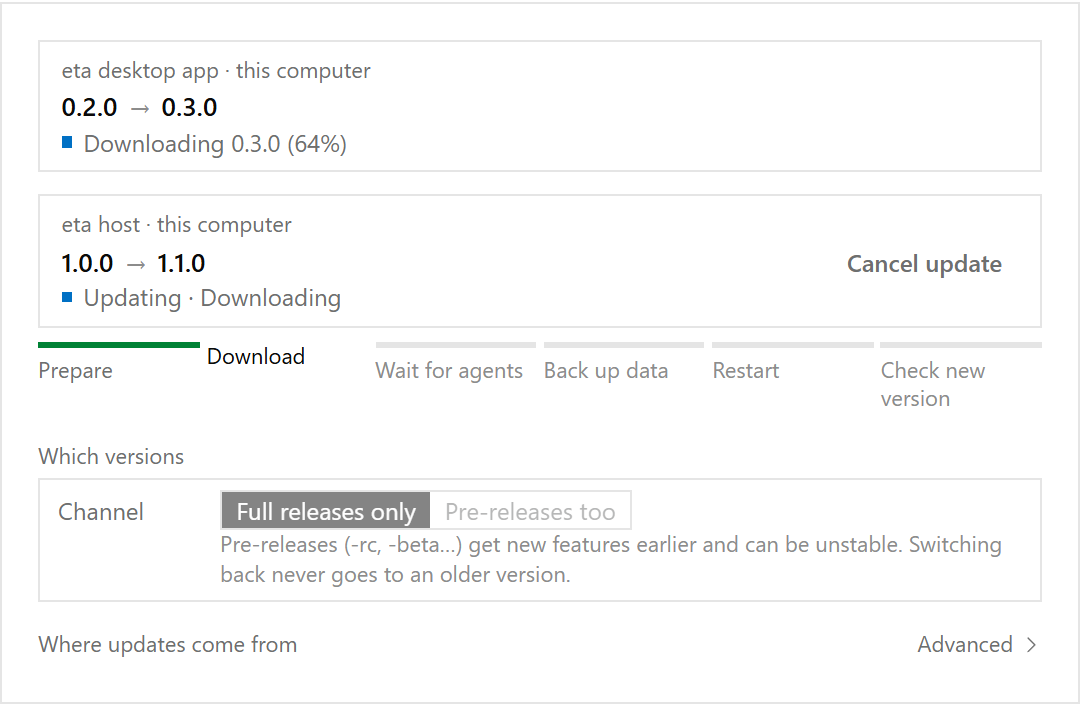 eta desktop app · this computer
0.2.0 → 0.3.0
Downloading 0.3.0 (64%)
eta host · this computer
1.0.0 → 1.1.0
Cancel update
Updating · Downloading
Prepare
Download
Wait for agents
Back up data
Restart
Check new
version
Which versions
Channel
Full releases only
Pre-releases too
Pre-releases (-rc, -beta…) get new features earlier and can be unstable. Switching
back never goes to an older version.
Where updates come from
Advanced